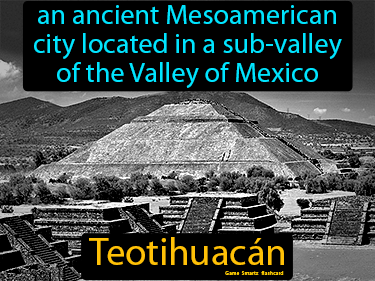 an ancient Mesoamerican
city located in a sub-valley
of the Valley of Mexico
Teotihuacán
Game Smartz flashcard